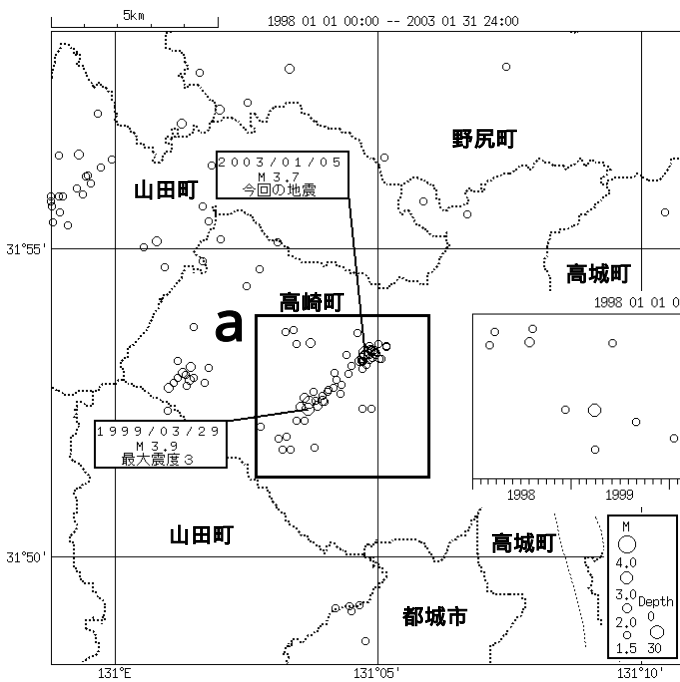 5km
1998 01 01 00:00 -- 2003 01 31 24:00
野尻町
2003/01/05
M 3.7
今回の地震
山田町
31°55'
高城町
高崎町
1998 01 01 0
a
1999/03/29
M 3.9
最大震度３
1998
1999
山田町
高城町
31°50'
M
4.0
3.0
Depth
0
2.0
1.5
30
都城市
131°E
131°05'
131°10'